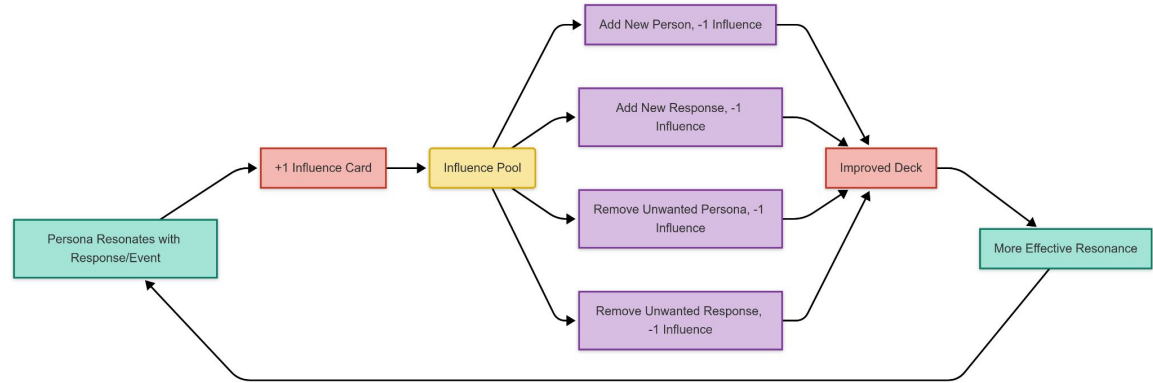 Persona Resonates with
Response/Event
+1 Influence Card
Influence Pool
Add New Person, -1 Influence
Add New Response, -1
Influence
Remove Unwanted Persona, -1
Influence
Remove Unwanted Response,
-1 Influence
Improved Deck
More Effective Resonance